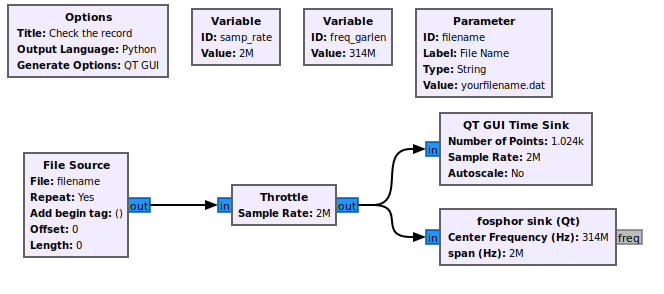 Options
Title: Check the record
Output Language: Python
Generate Options: QT GUI
Variable
ID: samp_rate
Value: 2M
Variable
ID: freq_garlen
Value: 314M
Parameter
ID: filename
Label: File Name
Type: String
Value: yourfilename.dat
File Source
File: filename
Repeat: Yes
Add begin tag: ()
Offset: 0
Length: 0
out
in
Throttle
Sample Rate: 2M
out
in
QT GUI Time Sink
Number of Points: 1.024k
Sample Rate: 2M
Autoscale: No
in
fosphor sink (Qt)
Center Frequency (Hz): 314M
span (Hz): 2M
freq